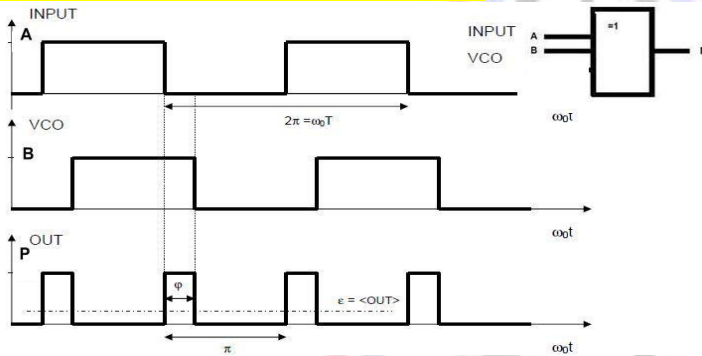 INPUT
A
2π =ω₀T
ω₀t
INPUT
VCO
A
B
=1
VCO
B
ω₀t
OUT
P
φ
ε = <OUT>
π
ω₀t